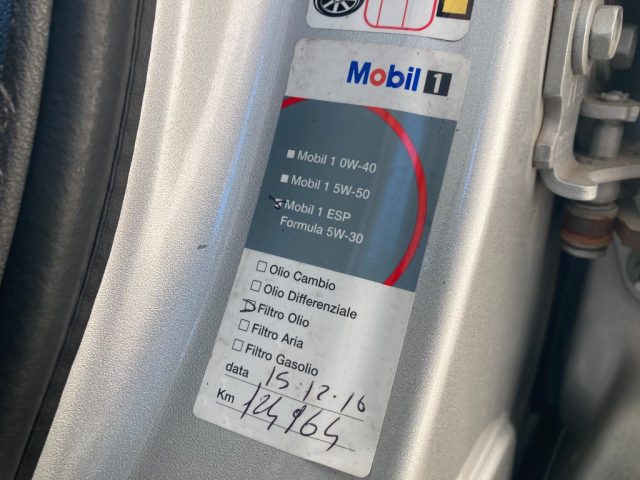 Mobil 1
Mobil 1 0W-40
Mobil 1 5W-50
Mobil 1 ESP
Formula 5W-30
Olio Cambio
Olio Differenziale
Filtro Olio
Filtro Aria
Filtro Gasolio
data 15.12.16
Km 124964